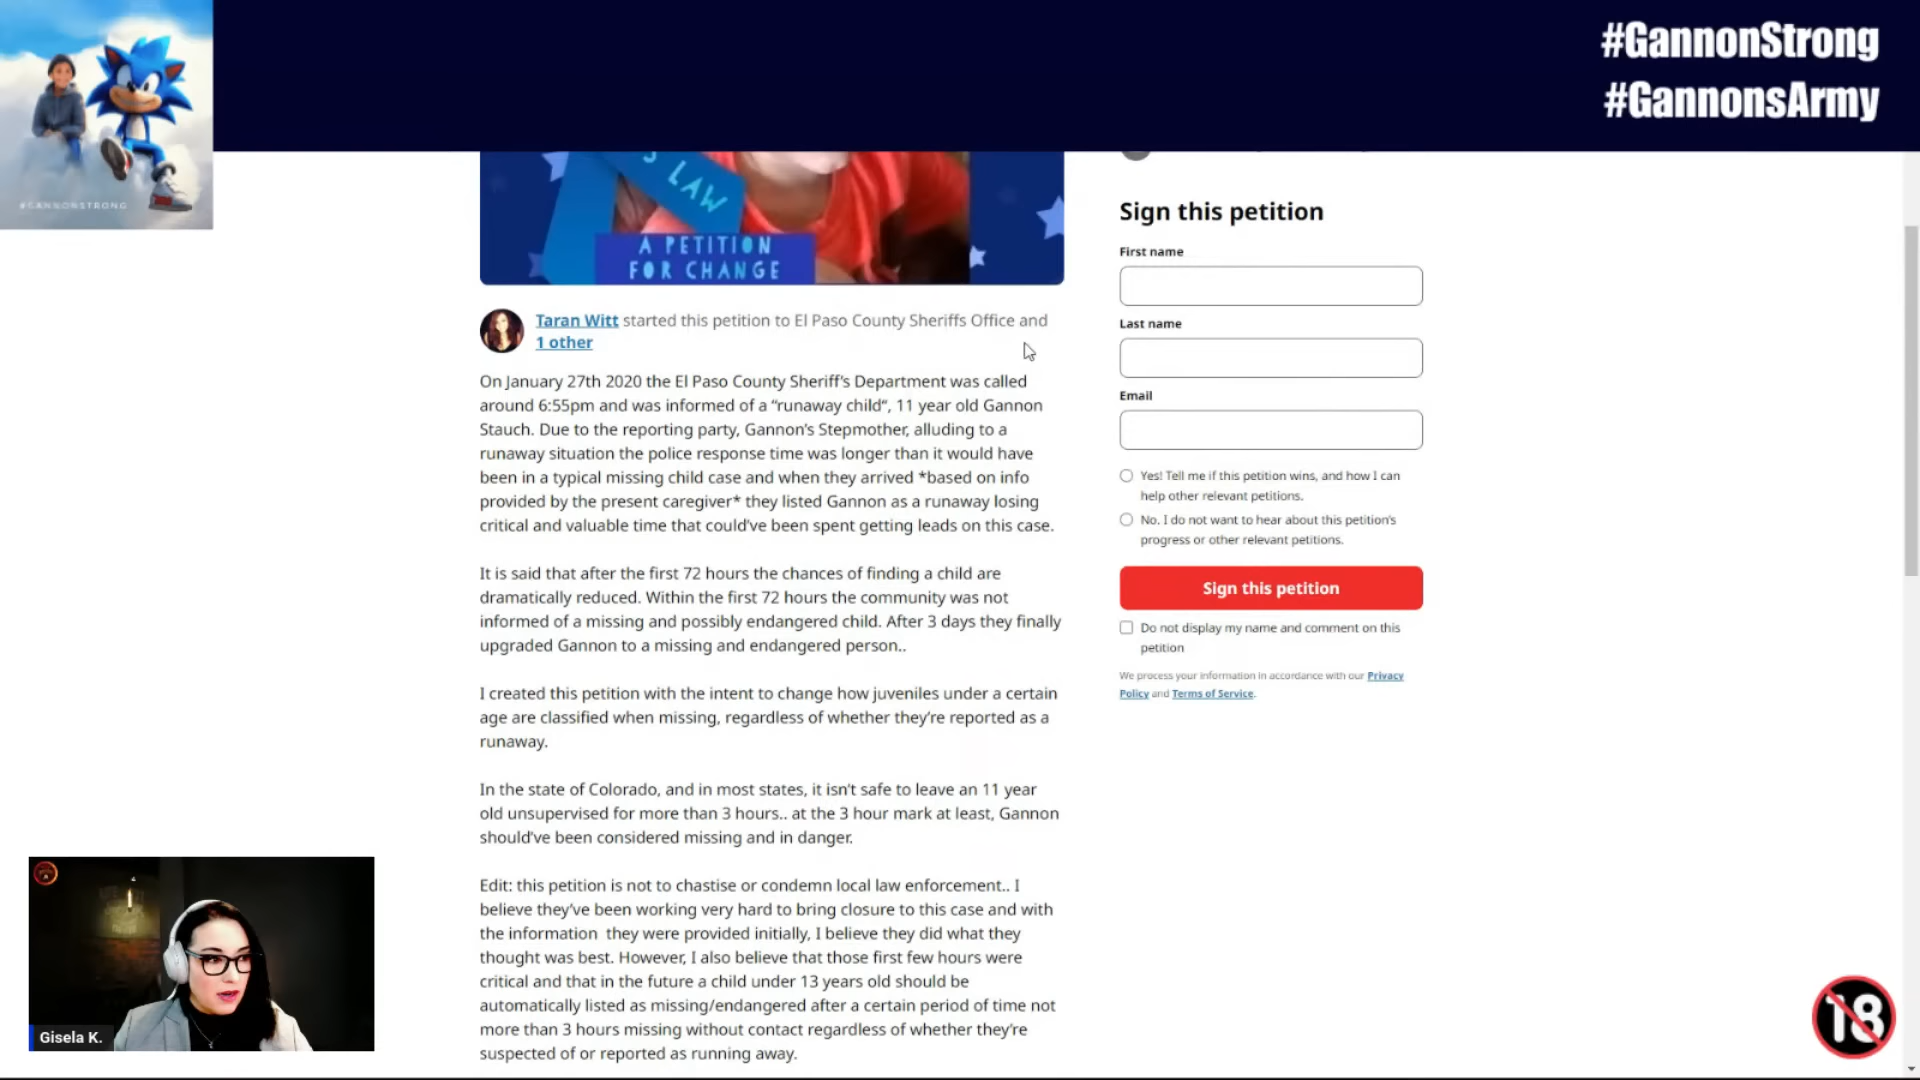 #GannonStrong
#GannonsArmy
#GANNONSTRONG
S LAW
A PETITION
FOR CHANGE
Taran Witt started this petition to El Paso County Sheriffs Office and
1 other
On January 27th 2020 the El Paso County Sheriff's Department was called
around 6:55pm and was informed of a “runaway child“, 11 year old Gannon
Stauch. Due to the reporting party, Gannon's Stepmother, alluding to a
runaway situation the police response time was longer than it would have
been in a typical missing child case and when they arrived *based on info
provided by the present caregiver* they listed Gannon as a runaway losing
critical and valuable time that could've been spent getting leads on this case.
It is said that after the first 72 hours the chances of finding a child are
dramatically reduced. Within the first 72 hours the community was not
informed of a missing and possibly endangered child. After 3 days they finally
upgraded Gannon to a missing and endangered person..
I created this petition with the intent to change how juveniles under a certain
age are classified when missing, regardless of whether they're reported as a
runaway.
In the state of Colorado, and in most states, it isn't safe to leave an 11 year
old unsupervised for more than 3 hours.. at the 3 hour mark at least, Gannon
should've been considered missing and in danger.
Edit: this petition is not to chastise or condemn local law enforcement.. I
believe they've been working very hard to bring closure to this case and with
the information they were provided initially, I believe they did what they
thought was best. However, I also believe that those first few hours were
critical and that in the future a child under 13 years old should be
automatically listed as missing/endangered after a certain period of time not
more than 3 hours missing without contact regardless of whether they're
suspected of or reported as running away.
Sign this petition
First name
Last name
Email
Yes! Tell me if this petition wins, and how I can
help other relevant petitions.
No. I do not want to hear about this petition's
progress or other relevant petitions.
Sign this petition
Do not display my name and comment on this
petition
We process your information in accordance with our Privacy
Policy and Terms of Service.
Gisela K.
18